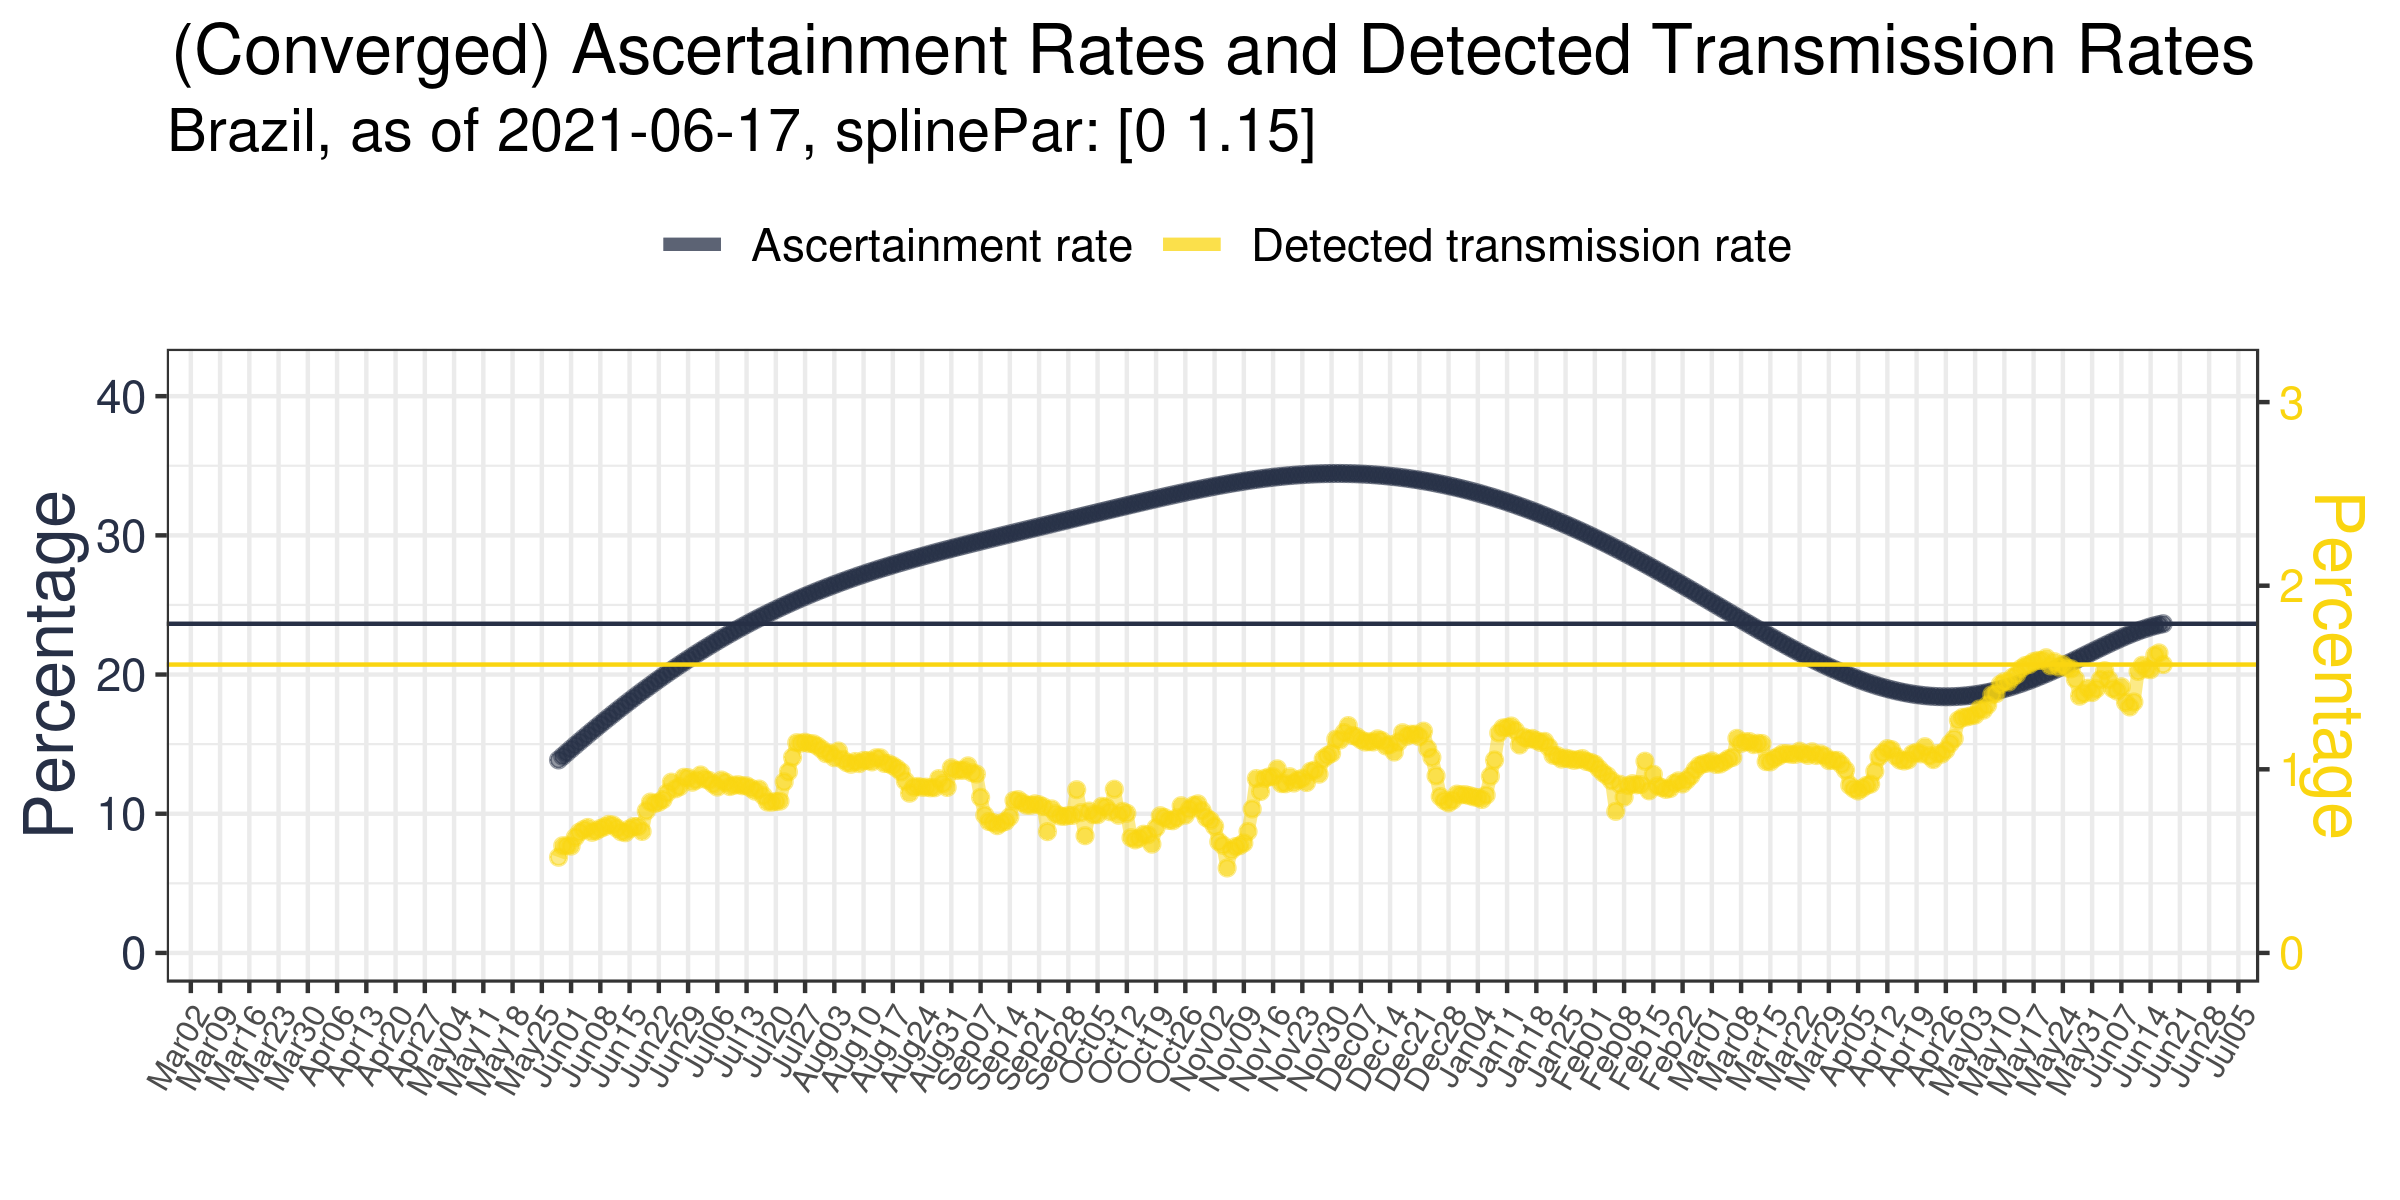 (Converged) Ascertainment Rates and Detected Transmission Rates
Brazil, as of 2021-06-17, splinePar: [0 1.15]
Ascertainment rate Detected transmission rate
Percentage
40
30
20
10
0
3
2
1
0
Percentage
Mar02 Mar09 Mar16 Mar23 Mar30 Apr06 Apr13 Apr20 Apr27 May04 May11 May18 May25 Jun01 Jun08 Jun15 Jun22 Jun29 Jul06 Jul13 Jul20 Jul27 Aug03 Aug10 Aug17 Aug24 Aug31 Sep07 Sep14 Sep21 Sep28 Oct05 Oct12 Oct19 Oct26 Nov02 Nov09 Nov16 Nov23 Nov30 Dec07 Dec14 Dec21 Dec28 Jan04 Jan11 Jan18 Jan25 Feb01 Feb08 Feb15 Feb22 Mar01 Mar08 Mar15 Mar22 Mar29 Apr05 Apr12 Apr19 Apr26 May03 May10 May17 May24 May31 Jun07 Jun14 Jun21 Jun28 Jul05